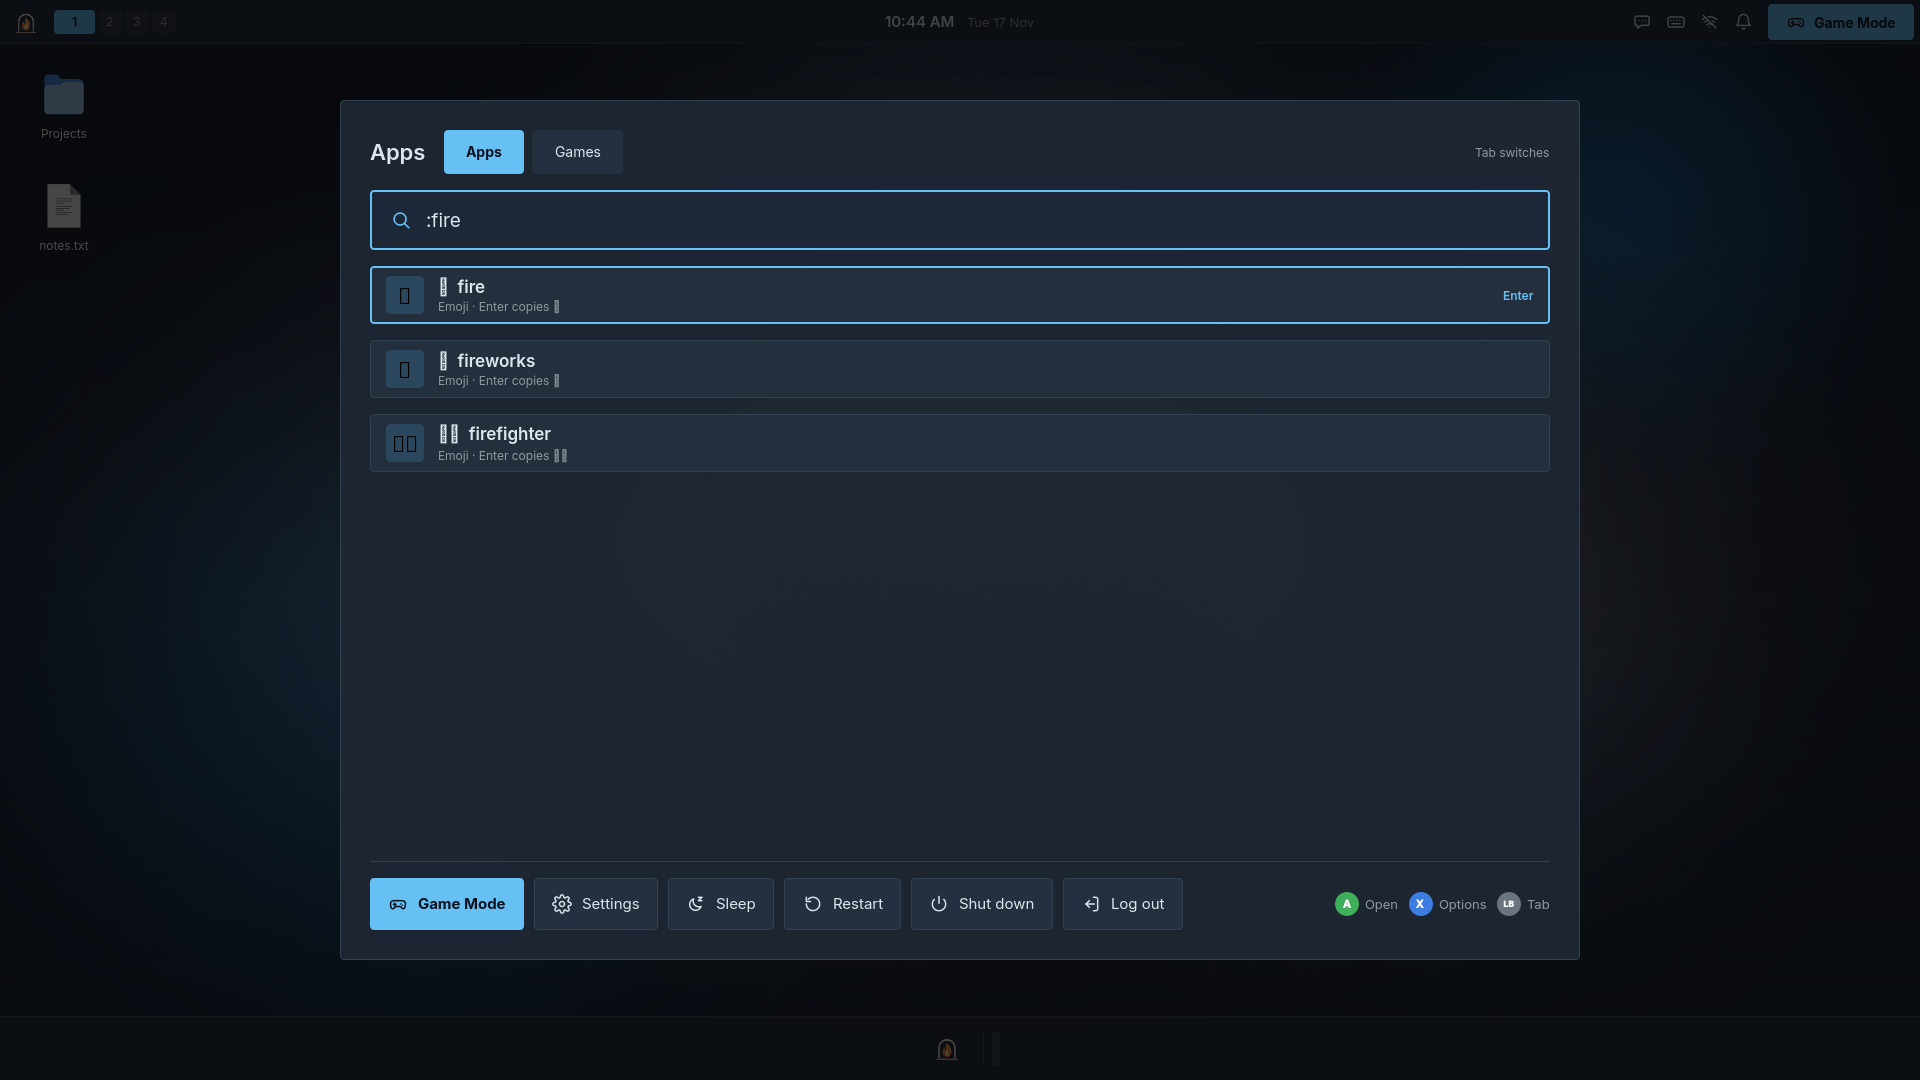 1 2 3 4
10:44 AM Tue 17 Nov
Game Mode
Projects
notes.txt
Apps
Apps
Games
Tab switches
:fire
fire
Emoji · Enter copies
Enter
fireworks
Emoji · Enter copies
firefighter
Emoji · Enter copies
Game Mode
Settings
Sleep
Restart
Shut down
Log out
A Open
X Options
LB Tab